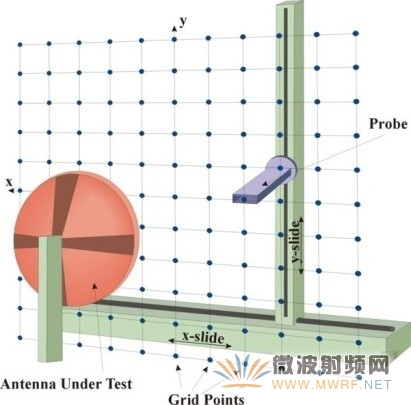 y
Probe
x
y-slide
x-slide
Antenna Under Test
Grid Points
微波射频网
WWW.MWRF.NET